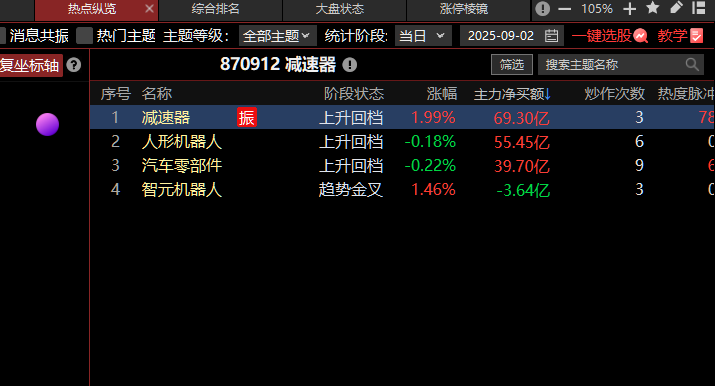 热点纵览 综合排名 大盘状态 涨停棱镜 105%
消息共振 热门主题 主题等级： 全部主题 统计阶段： 当日 2025-09-02 一键选股 教学
复坐标轴 870912 减速器 筛选 搜索主题名称
序号 名称 阶段状态 涨幅 主力净买额↓ 炒作次数 热度脉冲
1 减速器 振 上升回档 1.99% 69.30亿 3 78
2 人形机器人 上升回档 -0.18% 55.45亿 6
3 汽车零部件 上升回档 -0.22% 39.70亿 9
4 智元机器人 趋势金叉 1.46% -3.64亿 3